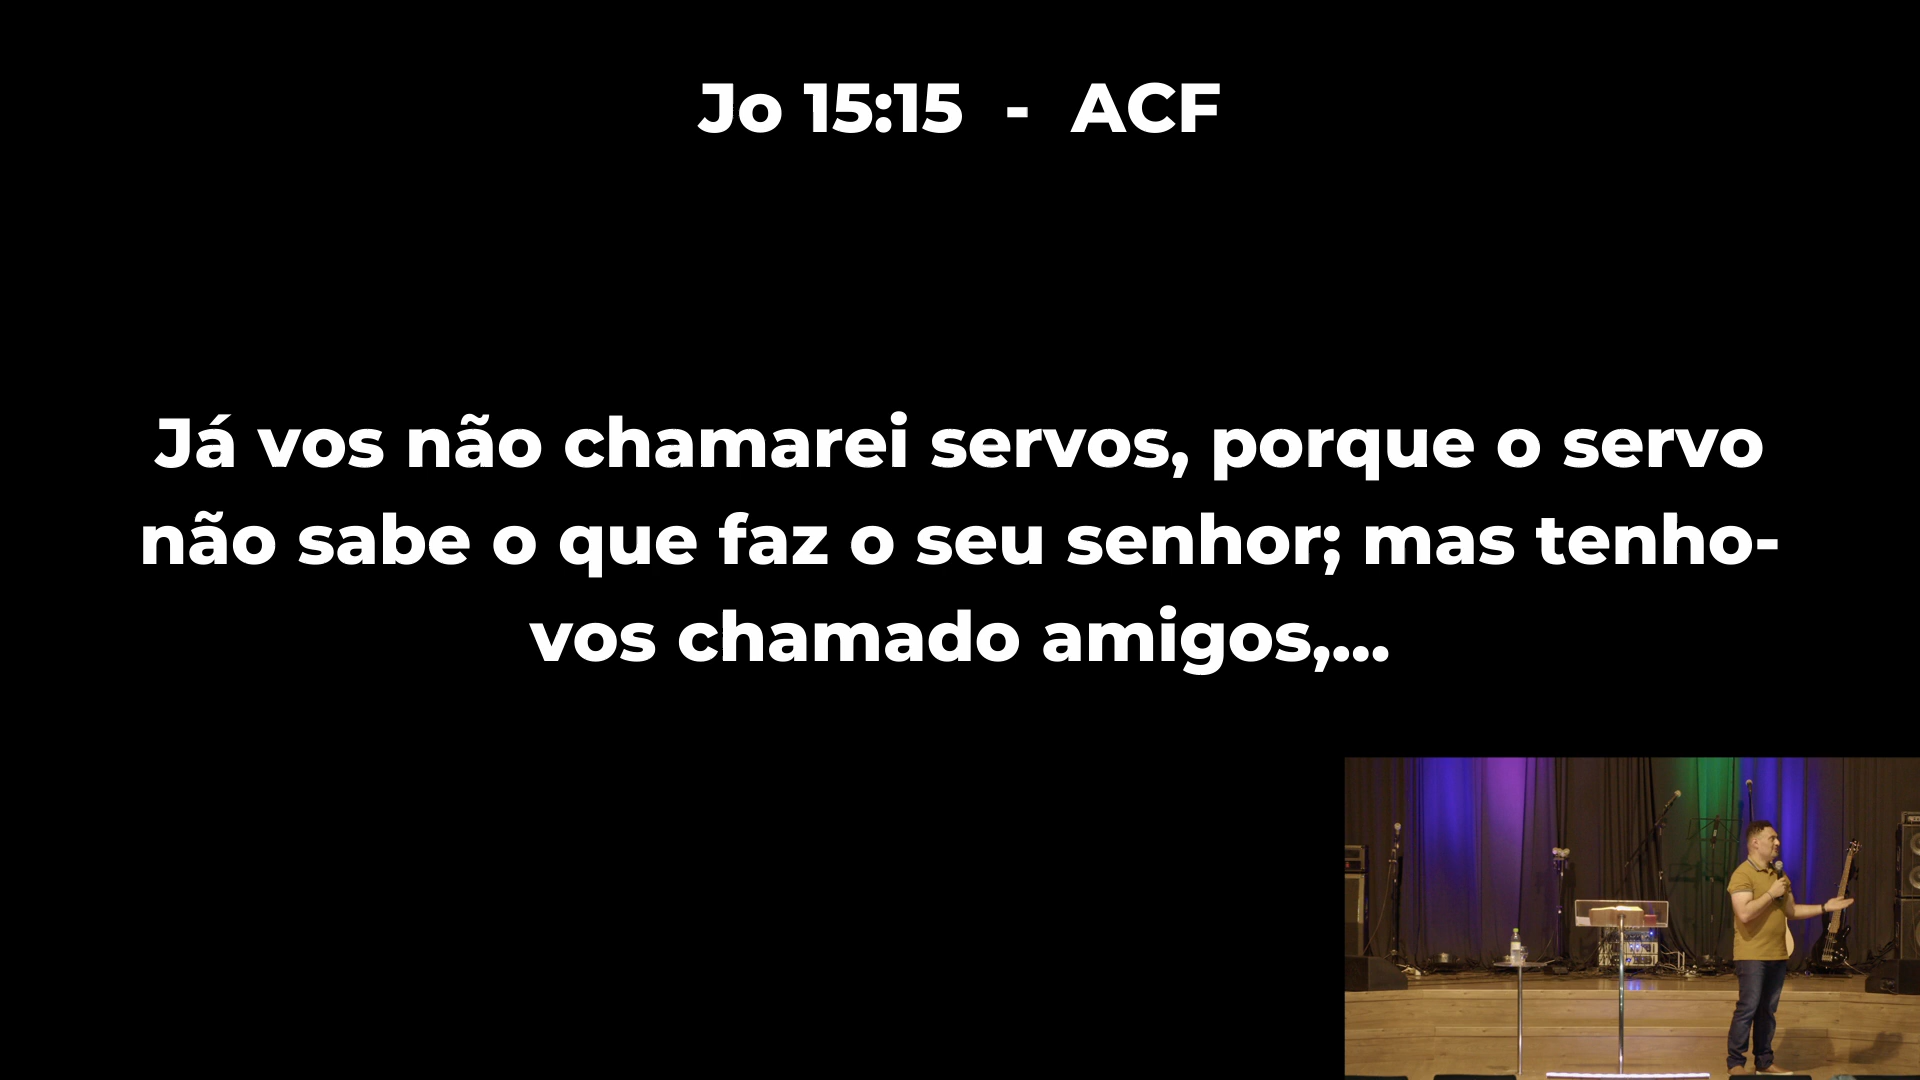 Jo 15:15 - ACF
Já vos não chamarei servos, porque o servo
não sabe o que faz o seu senhor; mas tenho-
vos chamado amigos,...